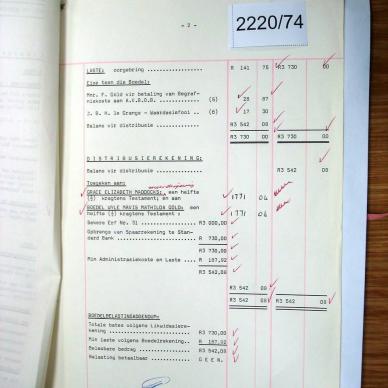 - 2 -
2220/74
LASTE: oorgebring .................. R 141 75 R3 730 00
Eise teen die Boedel:
Mnr. F. Gold vir betaling van Begraf-
niskoste aan A.V.B.O.B. ............ (5) 28 87
J. B. H. le Grange - Waardasiefooi .. (6) 17 30
Balans vir distribusie .............. R3 542 08
R3 730 00 R3 730 00
DISTRIBUSIEREKENING:
Balans vir distribusie .............. R3 542 08
Toegeken aan:
GRACE ELIZABETH MADDOCKS: , een helfte
(½) kragtens Testament en; 1771 04
BOEDEL WYLE MAVIS MATHILDA GOLD: een
helfte (½) kragtens Testament ; 1771 04
Gekose Erf No. 51 ........... R3 000,00
Opbrengs van Spaarrekening te Stan-
dard Bank ................... R 730,00
R3 730,00
Min Administrasiekoste en Laste . R 187,92
R3 542,08
R3 542 08 R3 542 08
BOEDELBELASTINGADDENDUM-
Totale bates volgens Likwidasiere-
kening ...................... R3 730,00
Min laste volgens Boedelrekening.. R 187,92
Belasbare bedrag ............ R3 542,08
Belasting betaalbaar ........ G E E N.